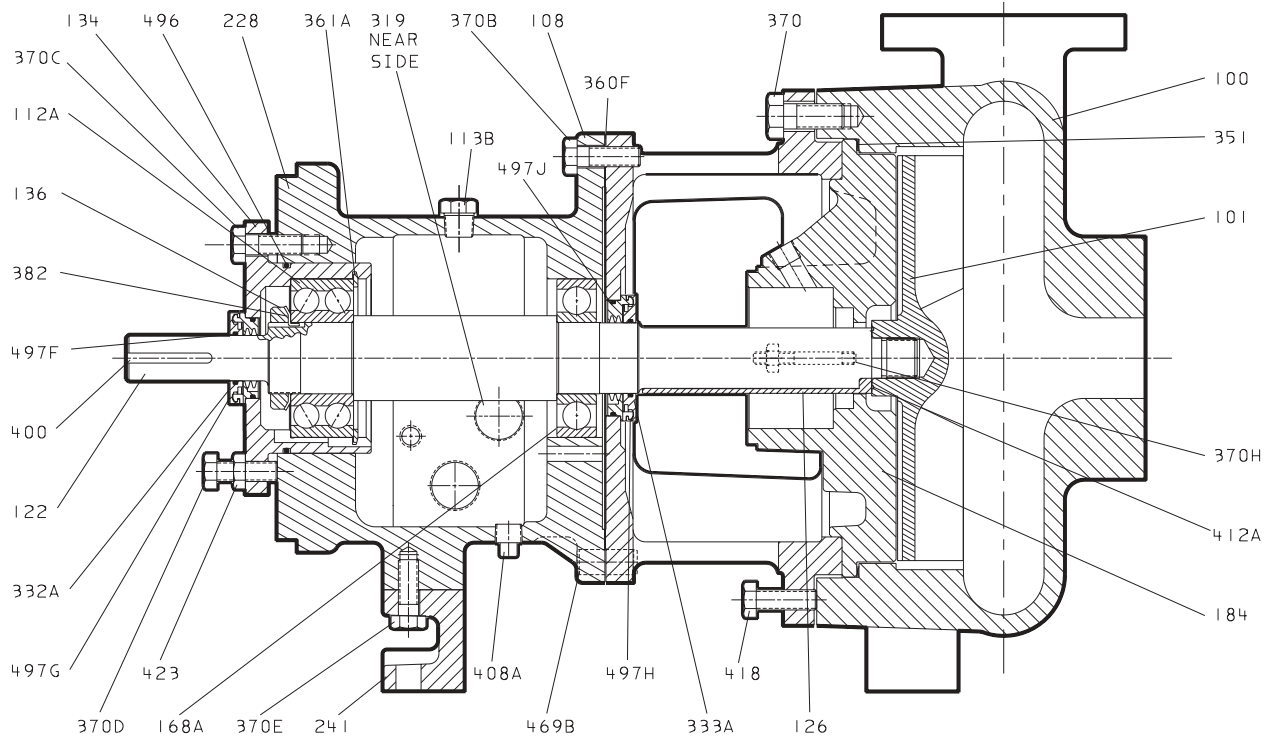 134 496 228 361A 319 370B 108 370
NEAR
SIDE
370C
360F
100
112A
113B
351
497J
136
101
382
497F
400
370H
122
412A
332A
184
497G
423 408A 497H 418
370D 168A 370E 241 469B 333A 126